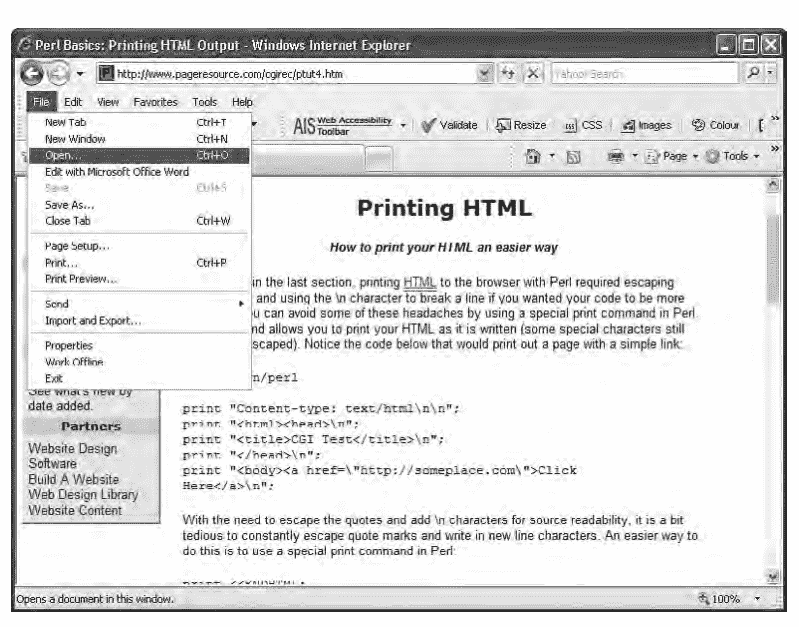 Perl Basics: Printing HTML Output - Windows Internet Explorer
http://www.pageresource.com/cgirec/ptut4.htm
Yahoo! Search
File Edit View Favorites Tools Help
AIS Web Accessibility Toolbar Validate Resize CSS Images Colour
Page Tools
New Tab Ctrl+T
New Window Ctrl+N
Open... Ctrl+O
Edit with Microsoft Office Word
Save Ctrl+S
Save As...
Close Tab Ctrl+W
Page Setup...
Print... Ctrl+P
Print Preview...
Send
Import and Export...
Properties
Work Offline
Exit
See what's new by
date added.
Partners
Website Design
Software
Build A Website
Web Design Library
Website Content
Printing HTML
How to print your HTML an easier way
in the last section, printing HTML to the browser with Perl required escaping
and using the \n character to break a line if you wanted your code to be more
u can avoid some of these headaches by using a special print command in Perl
nd allows you to print your HTML as it is written (some special characters still
scaped). Notice the code below that would print out a page with a simple link:
n/perl
print "Content-type: text/html\n\n";
print "<html><head>\n";
print "<title>CGI Test</title>\n";
print "</head>\n";
print "<body><a href=\"http://someplace.com\">Click
Here</a>\n";
With the need to escape the quotes and add \n characters for source readability, it is a bit
tedious to constantly escape quote marks and write in new line characters. An easier way to
do this is to use a special print command in Perl:
print <<ENDHTML;
Opens a document in this window.
100%